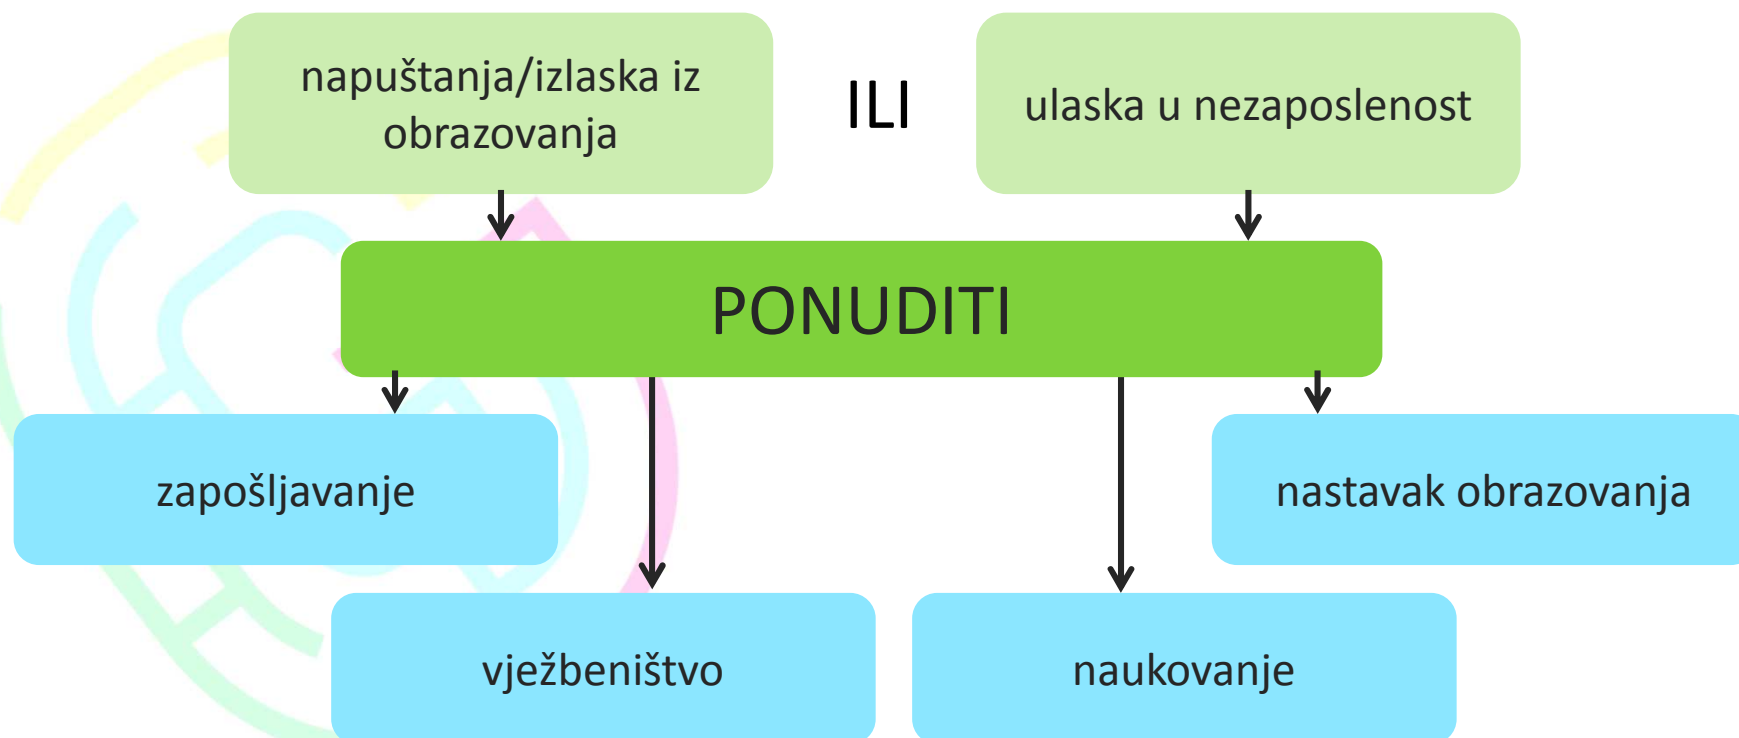 napuštanja/izlaska iz
obrazovanja
ILI
ulaska u nezaposlenost
PONUDITI
zapošljavanje
nastavak obrazovanja
vježbeništvo
naukovanje